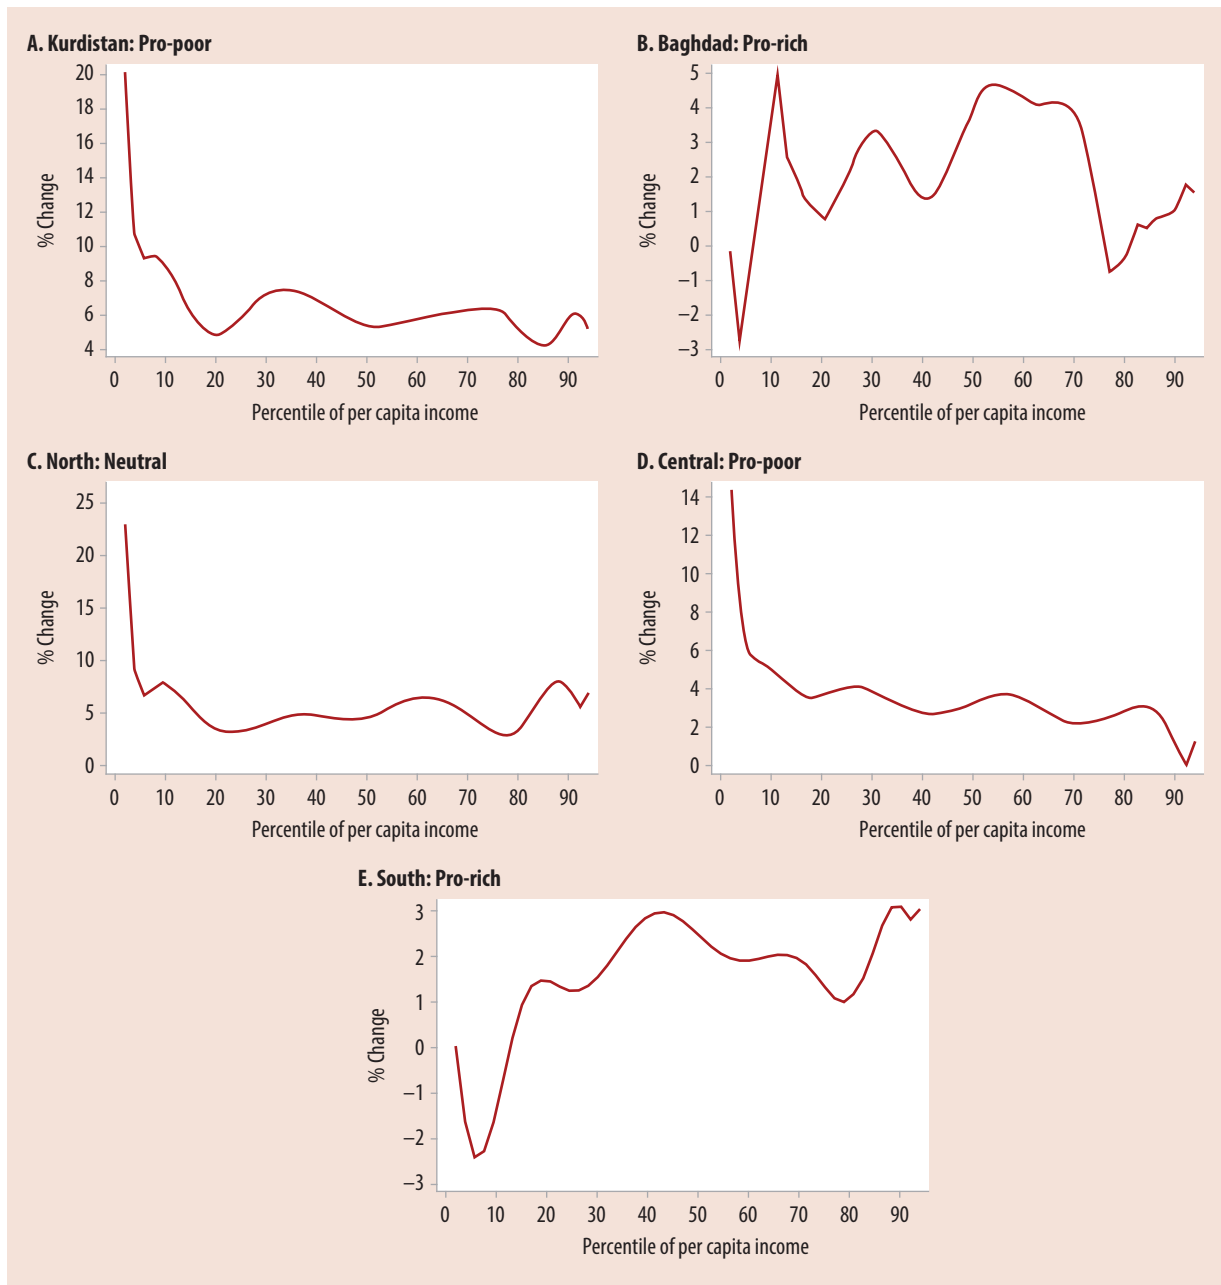 A. Kurdistan: Pro-poor
20
18
16
14
12
10
8
6
4
% Change
0 10 20 30 40 50 60 70 80 90
Percentile of per capita income
B. Baghdad: Pro-rich
5
4
3
2
1
0
–1
–2
–3
% Change
0 10 20 30 40 50 60 70 80 90
Percentile of per capita income
C. North: Neutral
25
20
15
10
5
0
% Change
0 10 20 30 40 50 60 70 80 90
Percentile of per capita income
D. Central: Pro-poor
14
12
10
8
6
4
2
0
% Change
0 10 20 30 40 50 60 70 80 90
Percentile of per capita income
E. South: Pro-rich
3
2
1
0
–1
–2
–3
% Change
0 10 20 30 40 50 60 70 80 90
Percentile of per capita income